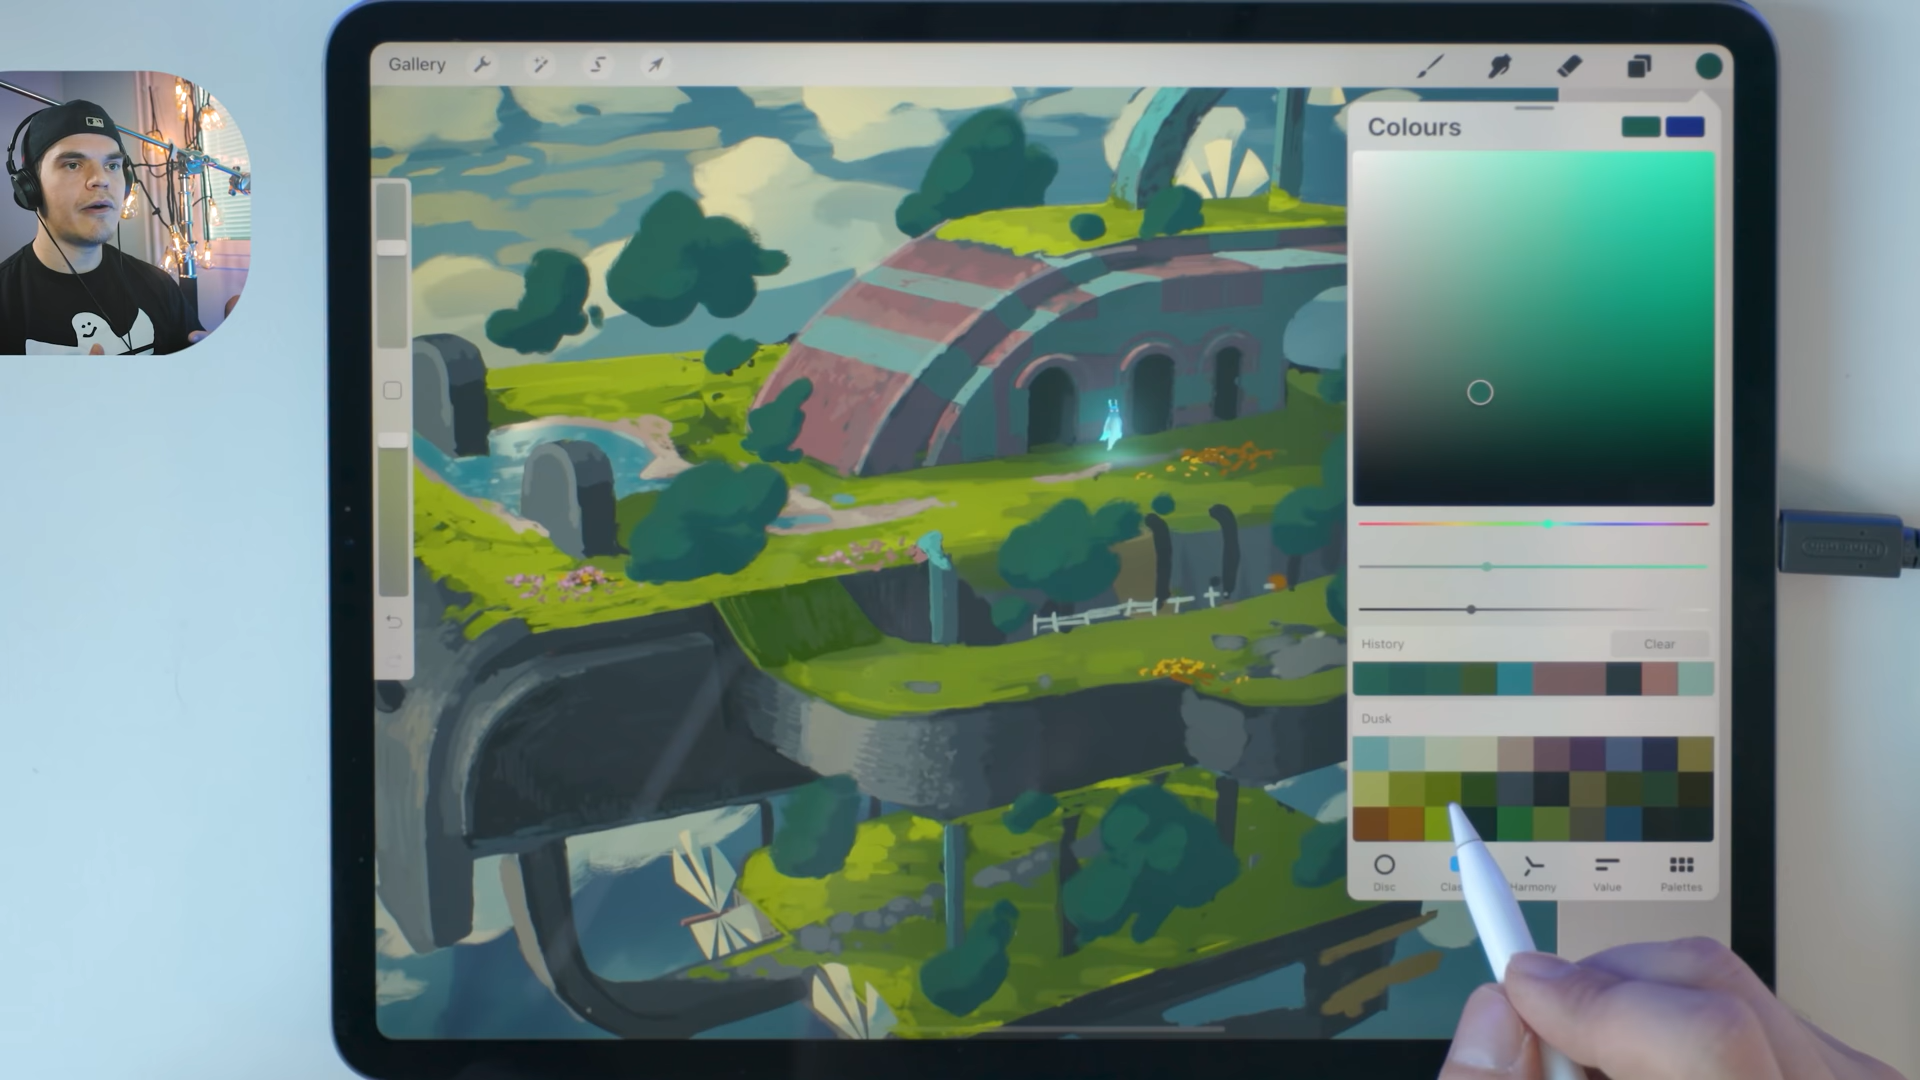 Gallery
Colours
History
Clear
Dusk
Disc
Harmony
Value
Palettes